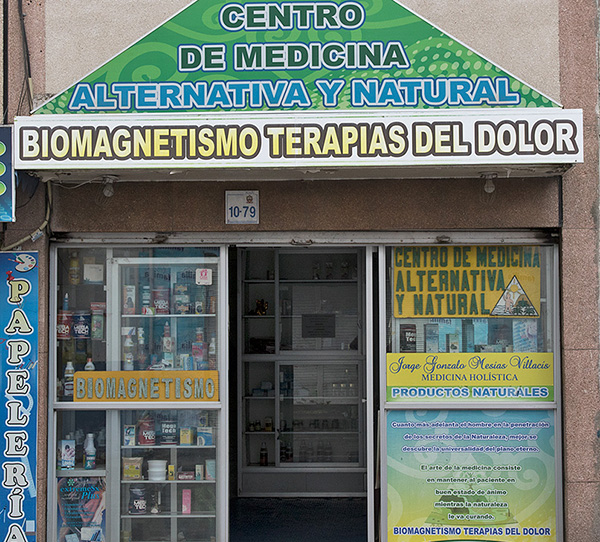 CENTRO
DE MEDICINA
ALTERNATIVA Y NATURAL
BIOMAGNETISMO TERAPIAS DEL DOLOR
10-79
PAPELERÍA
CENTRO DE MEDICINA
ALTERNATIVA
Y NATURAL
MEGA
TECH
BIOMAGNETISMO
Jorge Gonzalo Mesías Villacís
MEDICINA HOLÍSTICA
PRODUCTOS NATURALES
Cuanto más adelanta el hombre en la penetración
de los secretos de la Naturaleza, mejor se
descubre la universalidad del plano eterno.
El arte de la medicina consiste
en mantener al paciente en
buen estado de ánimo
mientras la naturaleza
le va curando.
BIOMAGNETISMO TERAPIAS DEL DOLOR